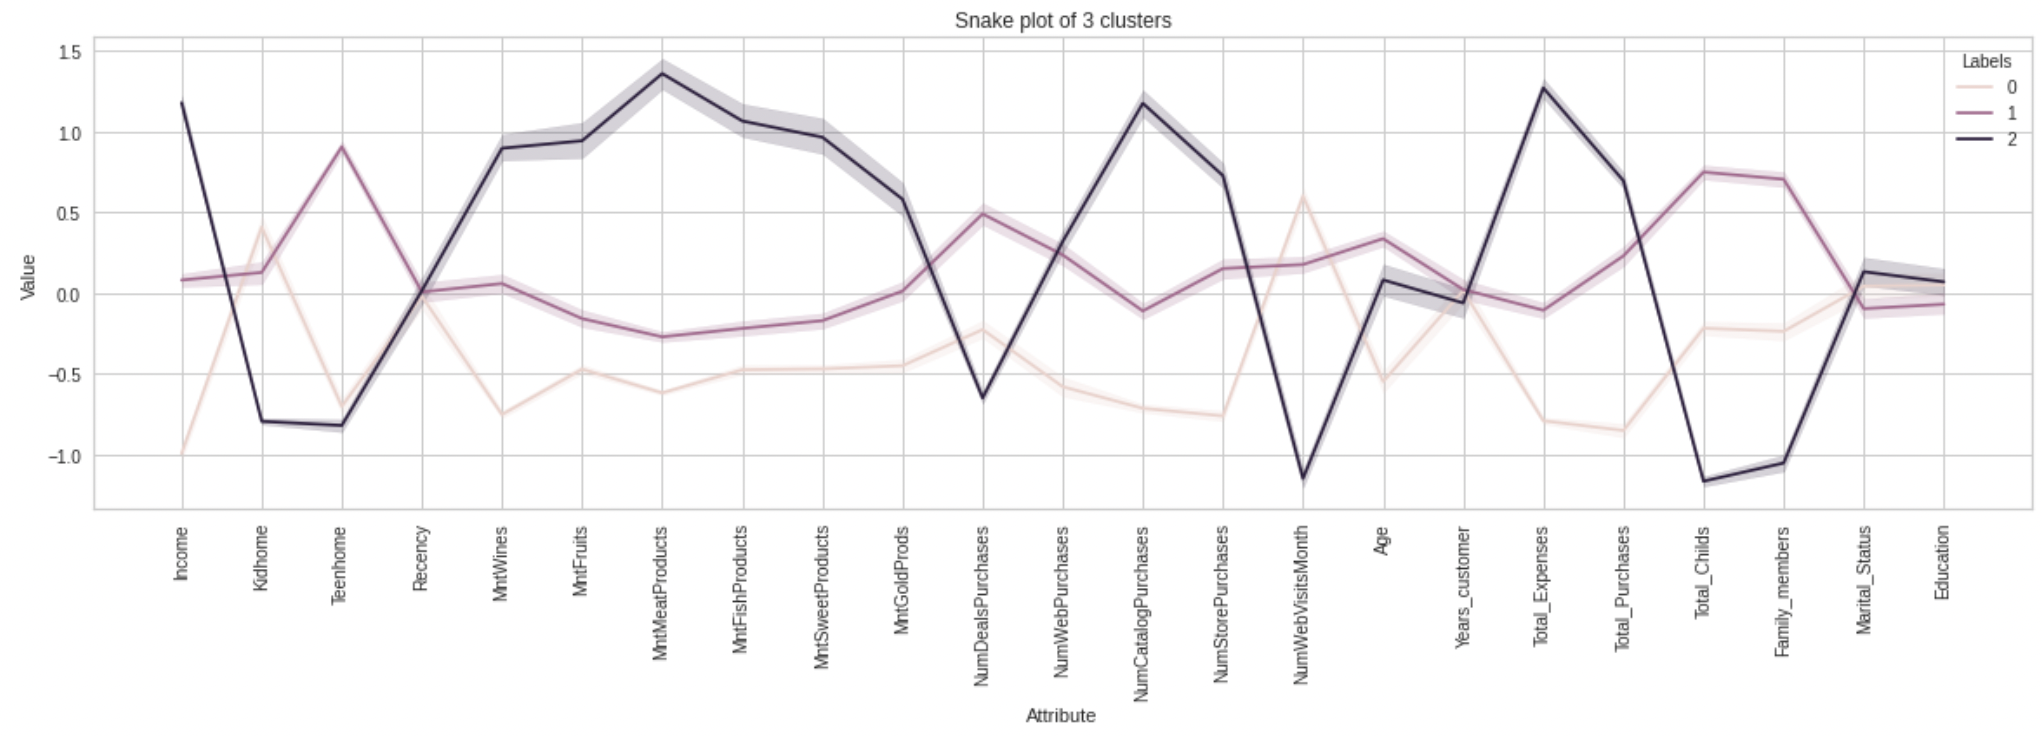 Snake plot of 3 clusters
Labels
0
1
2
1.5
1.0
0.5
0.0
−0.5
−1.0
Value
Income
Kidhome
Teenhome
Recency
MntWines
MntFruits
MntMeatProducts
MntFishProducts
MntSweetProducts
MntGoldProds
NumDealsPurchases
NumWebPurchases
NumCatalogPurchases
NumStorePurchases
NumWebVisitsMonth
Age
Years_customer
Total_Expenses
Total_Purchases
Total_Childs
Family_members
Marital_Status
Education
Attribute